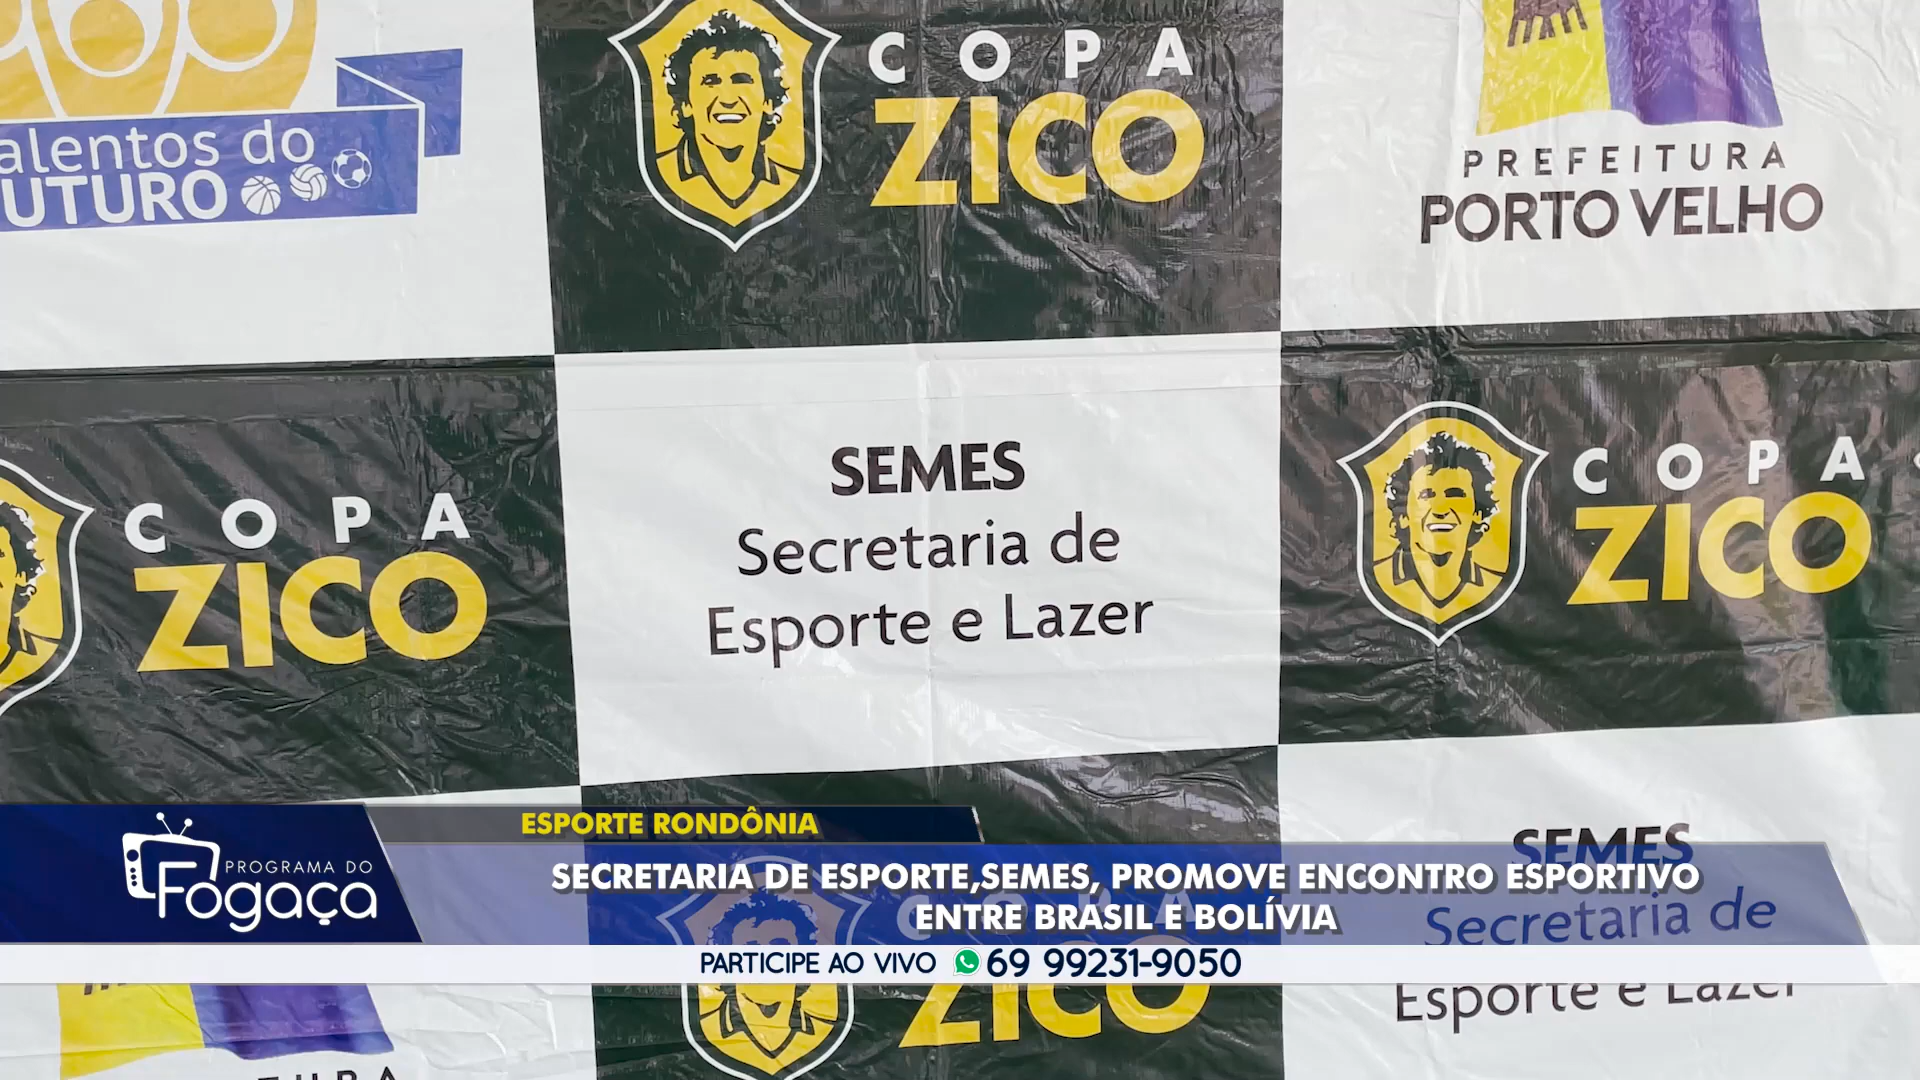 alentos do
UTURO
COPA
ZICO
PREFEITURA
PORTO VELHO
COPA
ZICO
SEMES
Secretaria de
Esporte e Lazer
COPA
ZICO
ESPORTE RONDÔNIA
PROGRAMA DO
Fogaça
SECRETARIA DE ESPORTE,SEMES, PROMOVE ENCONTRO ESPORTIVO
ENTRE BRASIL E BOLÍVIA
SEMES
Secretaria de
Esporte e Lazer
PARTICIPE AO VIVO 69 99231-9050
ZICO